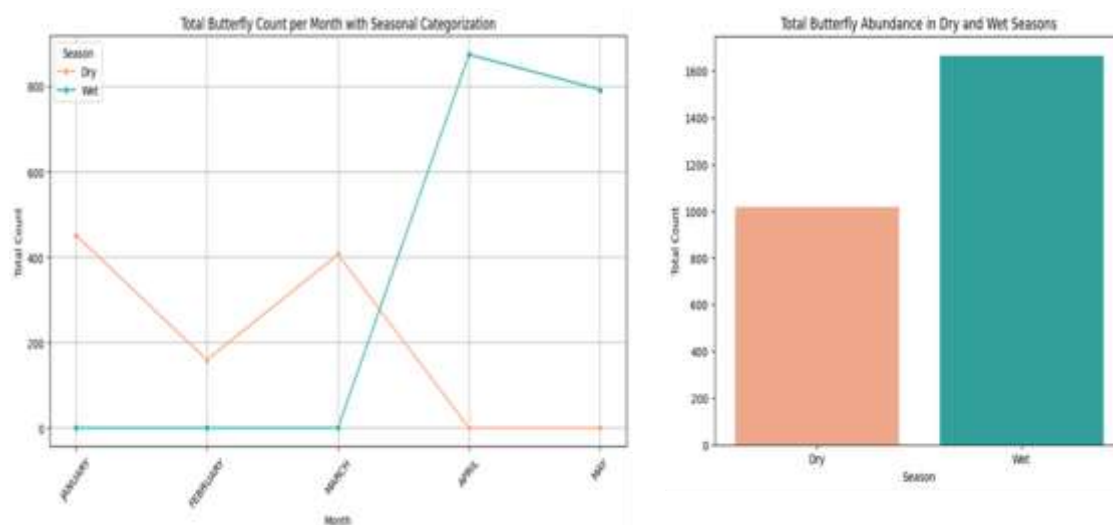 Total Butterfly Count per Month with Seasonal Categorization
Season
Dry
Wet
800
600
400
200
0
Total Count
JANUARY
FEBRUARY
MARCH
APRIL
MAY
Month
Total Butterfly Abundance in Dry and Wet Seasons
1600
1400
1200
1000
800
600
400
200
0
Total Count
Dry
Wet
Season